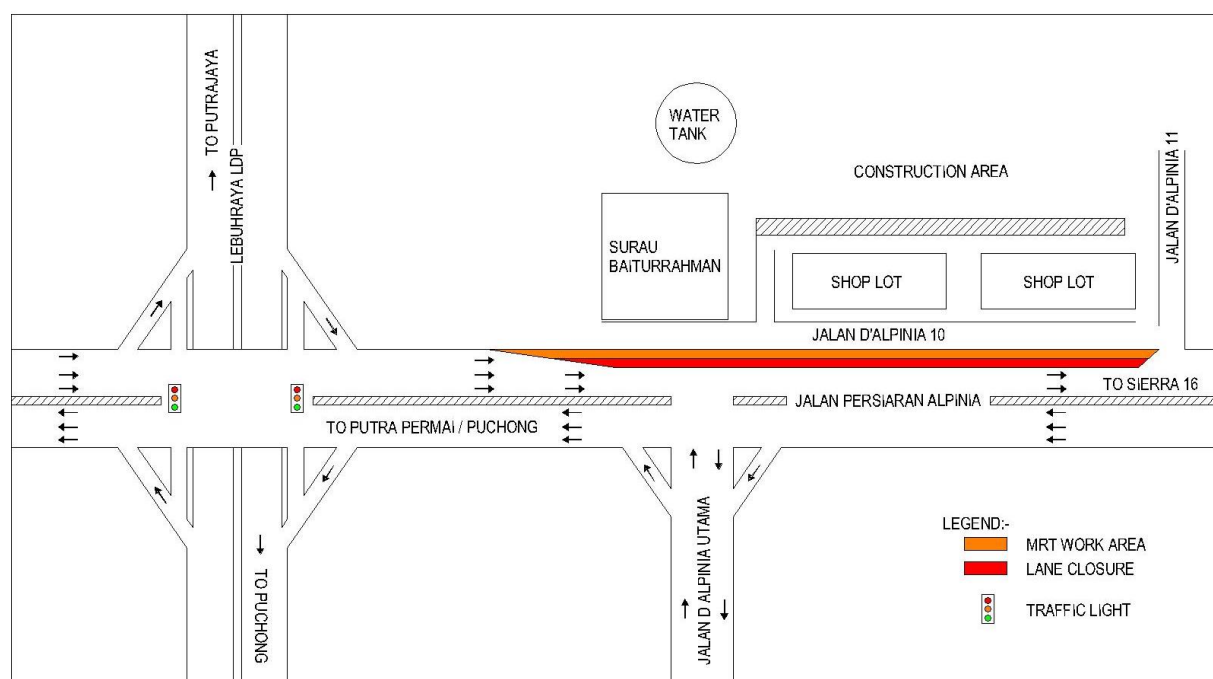 TO PUTRAJAYA
LEBUHRAYA LDP
WATER
TANK
CONSTRUCTION AREA
JALAN D'ALPINIA 11
SURAU
BAITURRAHMAN
SHOP LOT
SHOP LOT
JALAN D'ALPINIA 10
TO SIERRA 16
JALAN PERSIARAN ALPINIA
TO PUTRA PERMAI / PUCHONG
TO PUCHONG
JALAN D ALPINIA UTAMA
LEGEND:-
MRT WORK AREA
LANE CLOSURE
TRAFFIC LIGHT